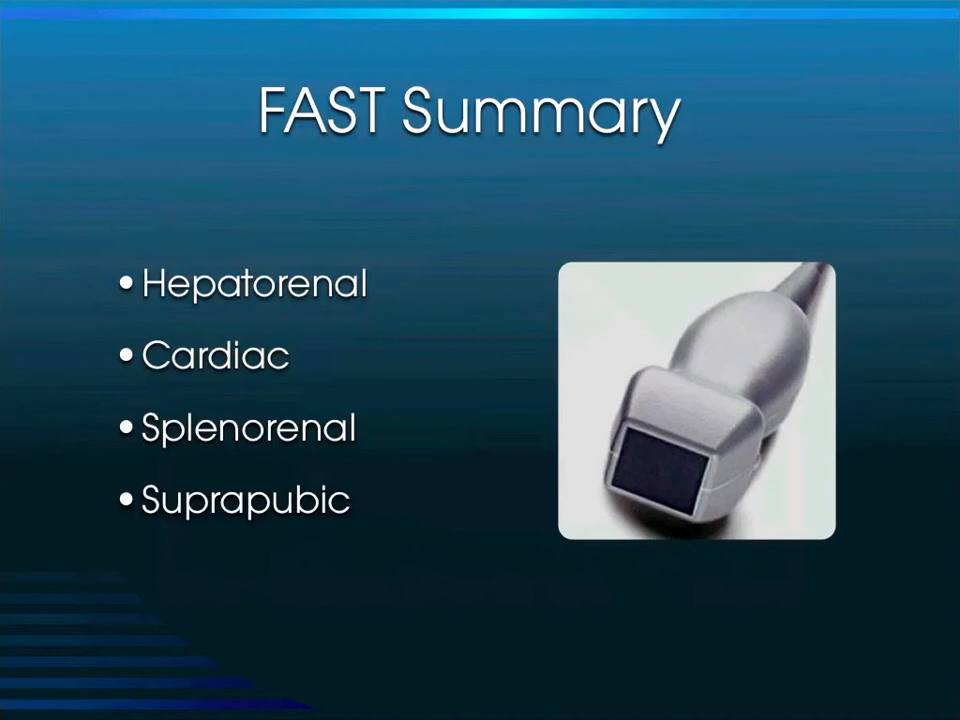 FAST Summary
• Hepatorenal
• Cardiac
• Splenorenal
• Suprapubic